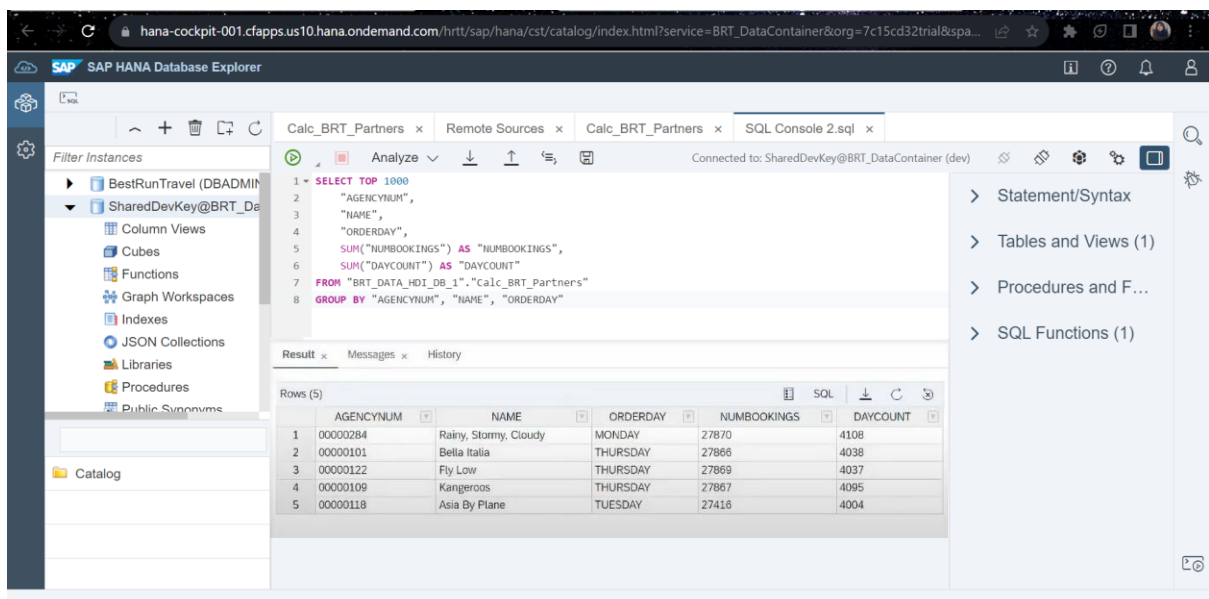 hana-cockpit-001.cfapps.us10.hana.ondemand.com/hrtt/sap/hana/cst/catalog/index.html?service=BRT_DataContainer&org=7c15cd32trial&spa...
SAP SAP HANA Database Explorer
SQL
Filter Instances
BestRunTravel (DBADMIN
SharedDevKey@BRT_Da
Column Views
Cubes
Functions
Graph Workspaces
Indexes
JSON Collections
Libraries
Procedures
Public Synonyms
Catalog
Calc_BRT_Partners × Remote Sources × Calc_BRT_Partners × SQL Console 2.sql ×
Analyze Connected to: SharedDevKey@BRT_DataContainer (dev)
1 SELECT TOP 1000
2 "AGENCYNUM",
3 "NAME",
4 "ORDERDAY",
5 SUM("NUMBOOKINGS") AS "NUMBOOKINGS",
6 SUM("DAYCOUNT") AS "DAYCOUNT"
7 FROM "BRT_DATA_HDI_DB_1"."Calc_BRT_Partners"
8 GROUP BY "AGENCYNUM", "NAME", "ORDERDAY"
Result × Messages × History
Rows (5) SQL
AGENCYNUM NAME ORDERDAY NUMBOOKINGS DAYCOUNT
1 00000284 Rainy, Stormy, Cloudy MONDAY 27870 4108
2 00000101 Bella Italia THURSDAY 27866 4038
3 00000122 Fly Low THURSDAY 27869 4037
4 00000109 Kangeroos THURSDAY 27867 4095
5 00000118 Asia By Plane TUESDAY 27416 4004
Statement/Syntax
Tables and Views (1)
Procedures and F...
SQL Functions (1)